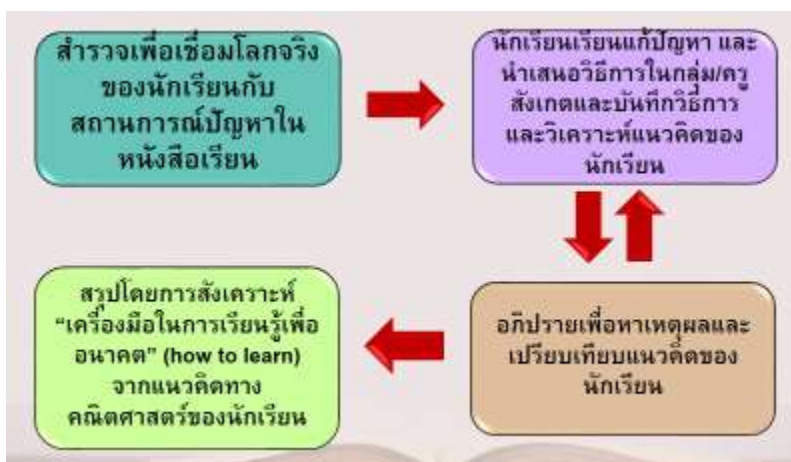 สำรวจเพื่อเชื่อมโลกจริง
ของนักเรียนกับ
สถานการณ์ปัญหาใน
หนังสือเรียน
นักเรียนเรียนแก้ปัญหา และ
นำเสนอวิธีการในกลุ่ม/ครู
สังเกตและบันทึกวิธีการ
และวิเคราะห์แนวคิดของ
นักเรียน
อภิปรายเพื่อหาเหตุผลและ
เปรียบเทียบแนวคิดของ
นักเรียน
สรุปโดยการสังเคราะห์
“เครื่องมือในการเรียนรู้เพื่อ
อนาคต” (how to learn)
จากแนวคิดทาง
คณิตศาสตร์ของนักเรียน